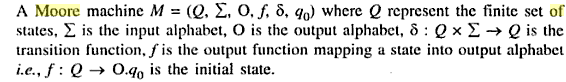 A Moore machine M = (Q, Σ, O, f, δ, q₀) where Q represent the finite set of
states, Σ is the input alphabet, O is the output alphabet, δ : Q × Σ → Q is the
transition function, f is the output function mapping a state into output alphabet
i.e., f : Q → O.q₀ is the initial state.